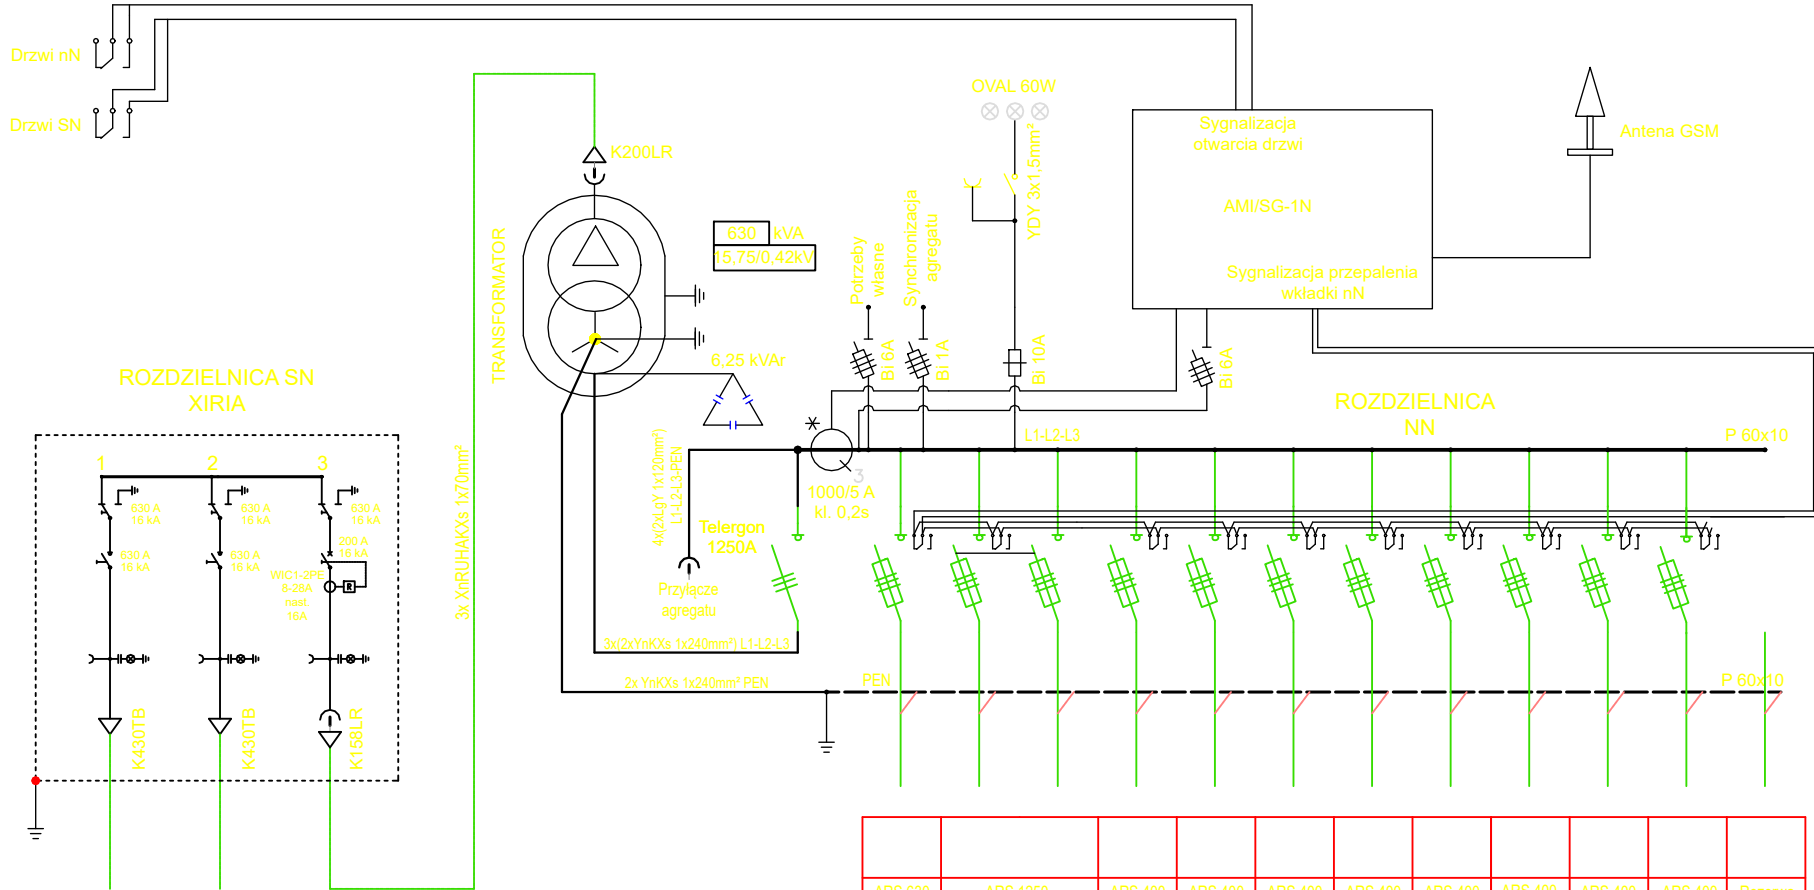 Drzwi nN
Drzwi SN
OVAL 60W
YDY 3x1,5mm²
Sygnalizacja
otwarcia drzwi
AMI/SG-1N
Sygnalizacja przepalenia
wkładki nN
Antena GSM
K200LR
TRANSFORMATOR
630 kVA
15,75/0,42kV
6,25 kVAr
Potrzeby
własne
Synchronizacja
agregatu
Bi 6A
Bi 1A
Bi 10A
Bi 6A
ROZDZIELNICA SN
XIRIA
ROZDZIELNICA
NN
L1-L2-L3
P 60x10
1
2
3
630 A
16 kA
630 A
16 kA
630 A
16 kA
630 A
16 kA
630 A
16 kA
200 A
16 kA
WIC1-2PE
8-28A
nast.
16A
R
K430TB
K430TB
K158LR
3x XnRUHAKXs 1x70mm²
4x(2xLgY 1x120mm²)
L1-L2-L3-PEN
*
3
1000/5 A
kl. 0,2s
Telergon
1250A
Przyłącze
agregatu
3x(2xYnKXs 1x240mm²) L1-L2-L3
2x YnKXs 1x240mm² PEN
PEN
P 60x10